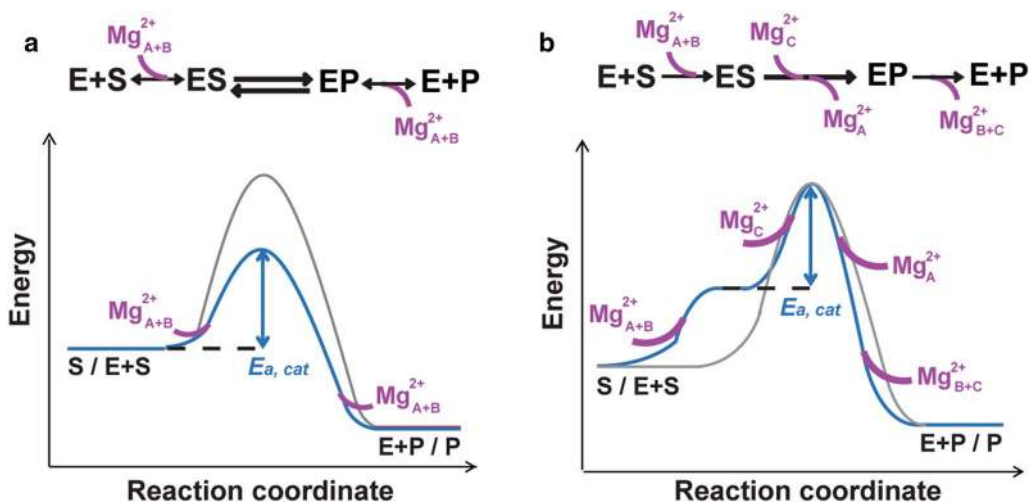 a
Mg2+ A+B
E+S ES EP E+P
Mg2+ A+B
Energy
Mg2+ A+B
S / E+S
Ea, cat
Mg2+ A+B
E+P / P
Reaction coordinate
b
Mg2+ A+B Mg2+ C
E+S ES EP E+P
Mg2+ A Mg2+ B+C
Energy
Mg2+ C
Mg2+ A
Mg2+ A+B
Ea, cat
S / E+S
Mg2+ B+C
E+P / P
Reaction coordinate